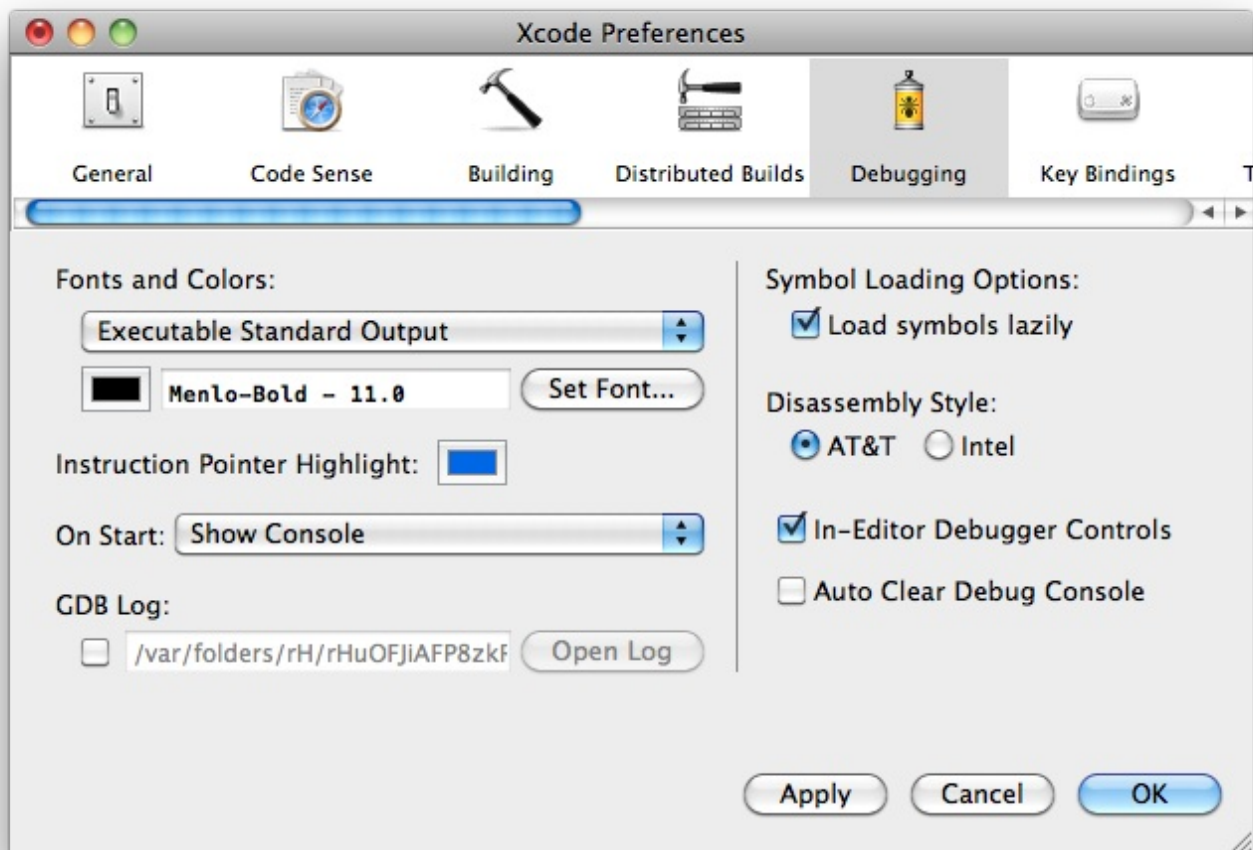 Xcode Preferences
General
Code Sense
Building
Distributed Builds
Debugging
Key Bindings
T
Fonts and Colors:
Executable Standard Output
Menlo-Bold - 11.0
Set Font...
Instruction Pointer Highlight:
On Start:
Show Console
GDB Log:
/var/folders/rH/rHuOFJiAFP8zkF
Open Log
Symbol Loading Options:
Load symbols lazily
Disassembly Style:
AT&T
Intel
In-Editor Debugger Controls
Auto Clear Debug Console
Apply
Cancel
OK